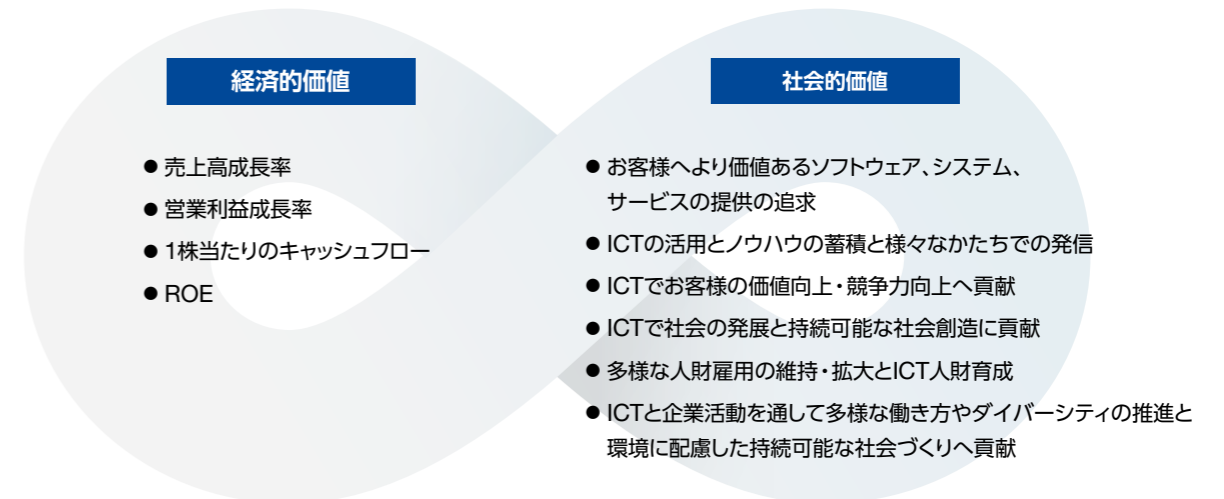 経済的価値
● 売上高成長率
● 営業利益成長率
● 1株当たりのキャッシュフロー
● ROE
社会的価値
● お客様へより価値あるソフトウェア、システム、
サービスの提供の追求
● ICTの活用とノウハウの蓄積と様々なかたちでの発信
● ICTでお客様の価値向上・競争力向上へ貢献
● ICTで社会の発展と持続可能な社会創造に貢献
● 多様な人財雇用の維持・拡大とICT人財育成
● ICTと企業活動を通して多様な働き方やダイバーシティの推進と
環境に配慮した持続可能な社会づくりへ貢献